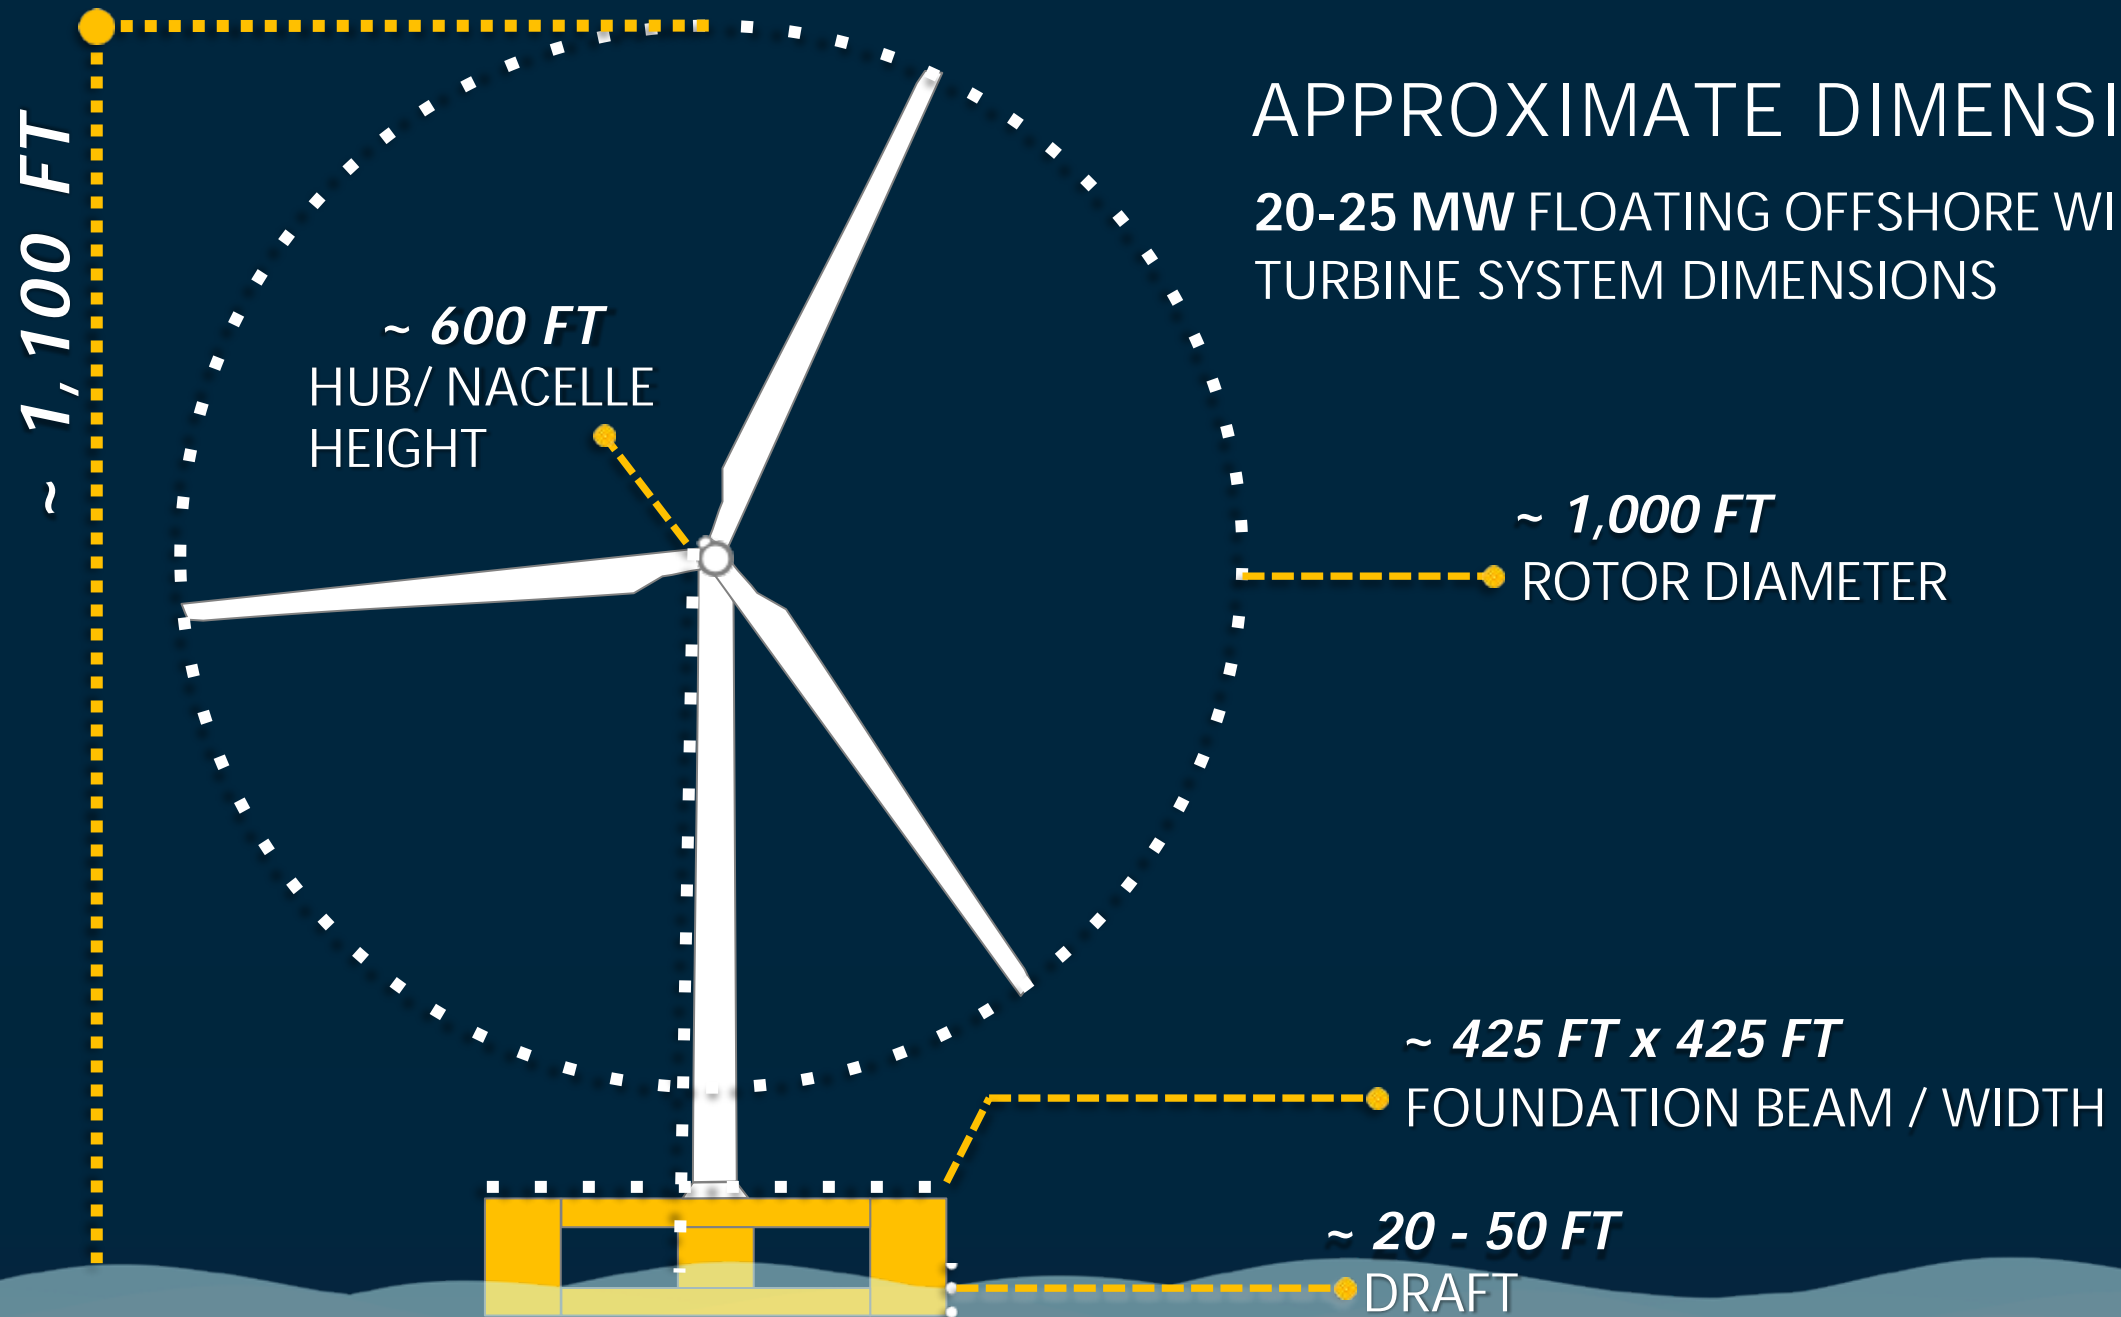 APPROXIMATE DIMENSI
20-25 MW FLOATING OFFSHORE WI
TURBINE SYSTEM DIMENSIONS
~ 1,100 FT
~ 600 FT
HUB/ NACELLE
HEIGHT
~ 1,000 FT
ROTOR DIAMETER
~ 425 FT x 425 FT
FOUNDATION BEAM / WIDTH
~ 20 - 50 FT
DRAFT